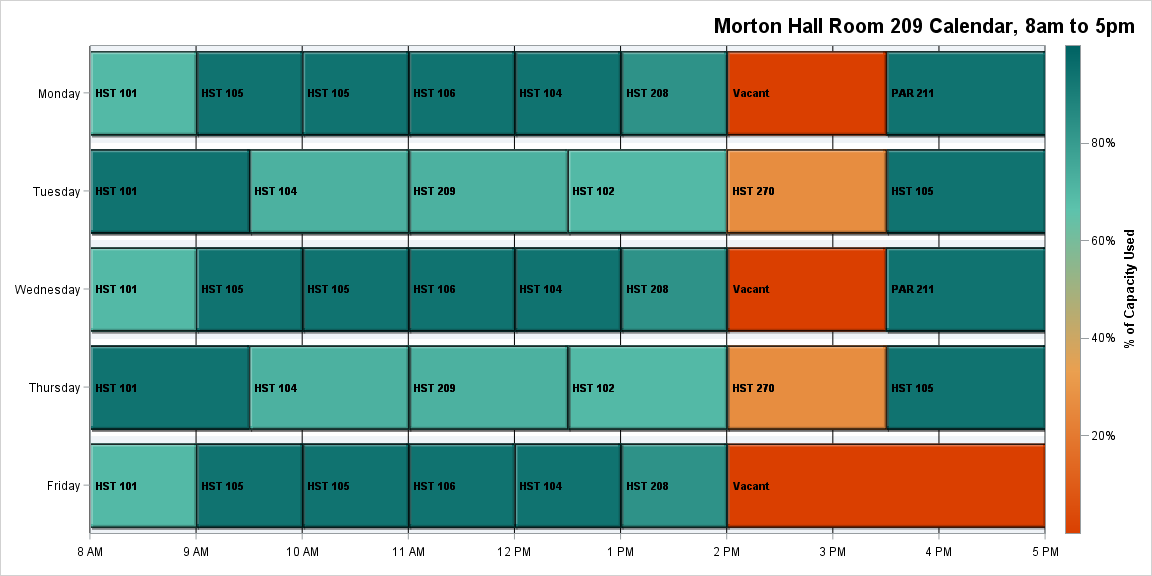 Morton Hall Room 209 Calendar, 8am to 5pm
Monday
HST 101
HST 105
HST 105
HST 106
HST 104
HST 208
Vacant
PAR 211
Tuesday
HST 101
HST 104
HST 209
HST 102
HST 270
HST 105
Wednesday
HST 101
HST 105
HST 105
HST 106
HST 104
HST 208
Vacant
PAR 211
Thursday
HST 101
HST 104
HST 209
HST 102
HST 270
HST 105
Friday
HST 101
HST 105
HST 105
HST 106
HST 104
HST 208
Vacant
8 AM
9 AM
10 AM
11 AM
12 PM
1 PM
2 PM
3 PM
4 PM
5 PM
80%
60%
40%
20%
% of Capacity Used